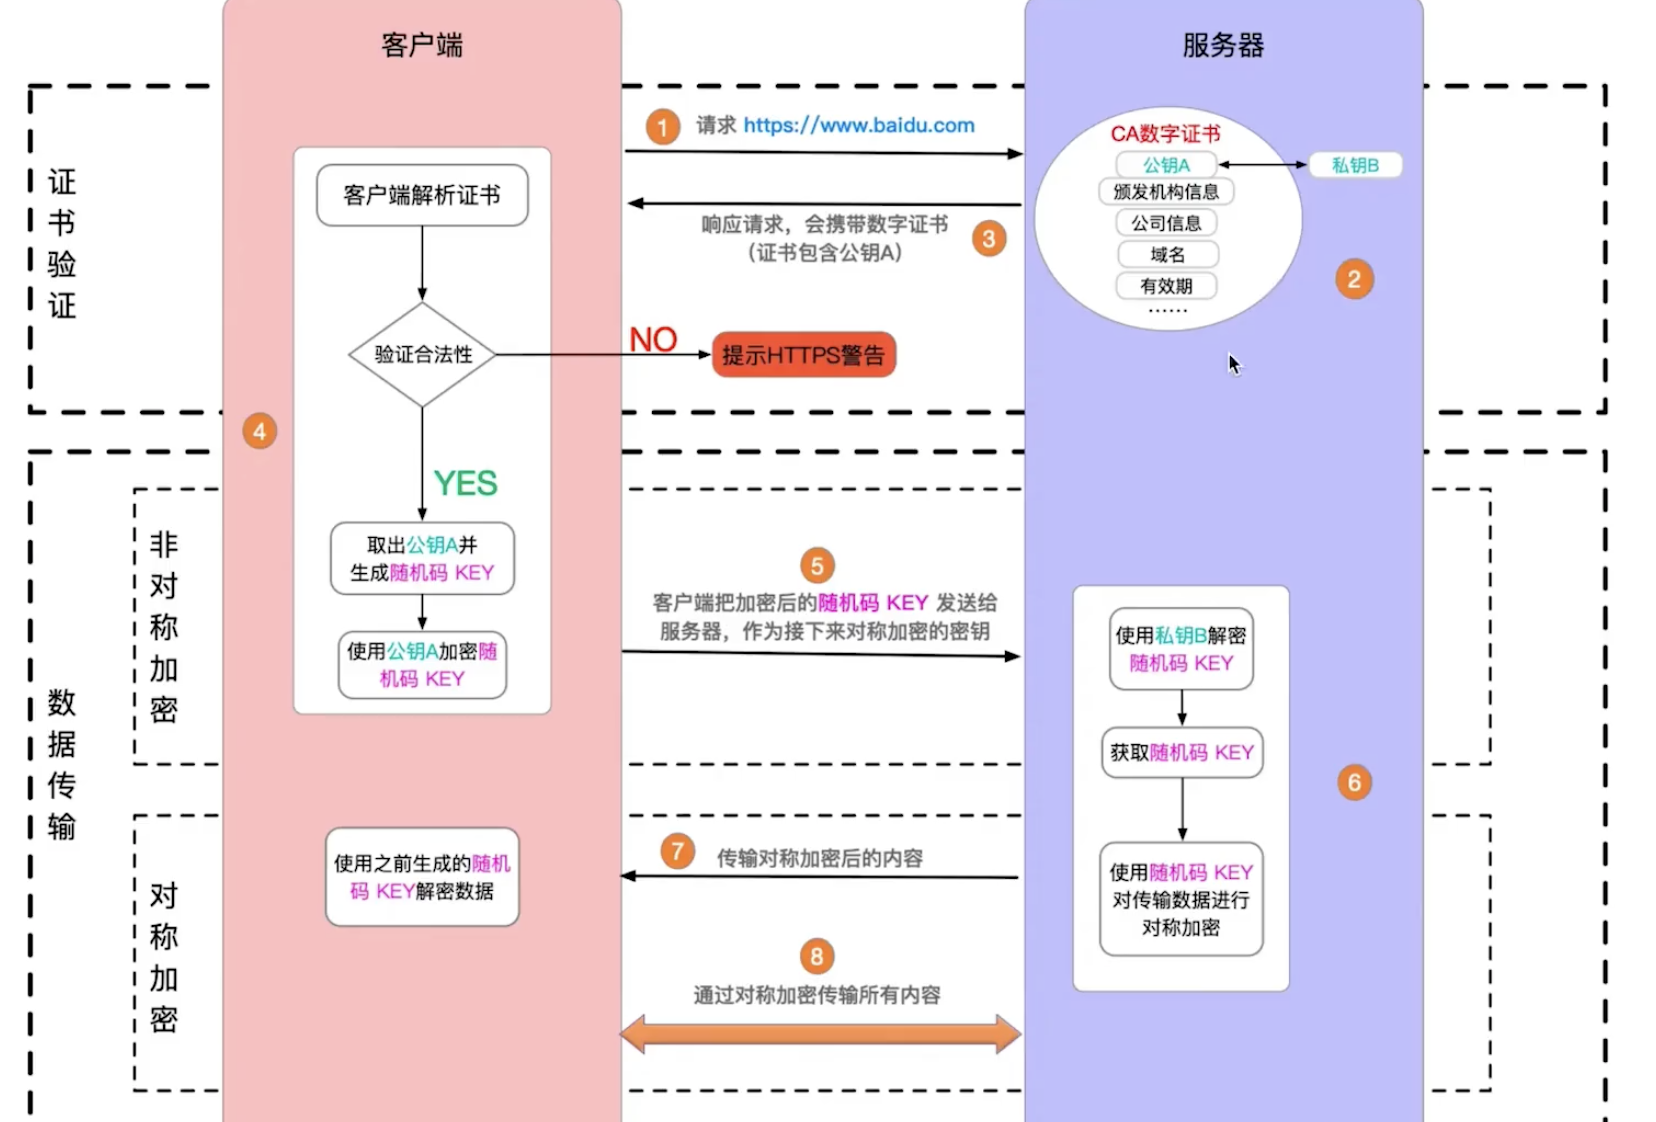 客户端
服务器
证书验证
① 请求 https://www.baidu.com
CA数字证书
公钥A
私钥B
颁发机构信息
公司信息
域名
有效期
......
②
响应请求，会携带数字证书
（证书包含公钥A）
③
客户端解析证书
验证合法性
NO
提示HTTPS警告
④
YES
数据传输
非对称加密
取出公钥A并
生成随机码 KEY
使用公钥A加密随
机码 KEY
⑤
客户端把加密后的随机码 KEY 发送给
服务器，作为接下来对称加密的密钥
使用私钥B解密
随机码 KEY
获取随机码 KEY
⑥
使用随机码 KEY
对传输数据进行
对称加密
对称加密
⑦ 传输对称加密后的内容
使用之前生成的随机
码 KEY解密数据
⑧
通过对称加密传输所有内容